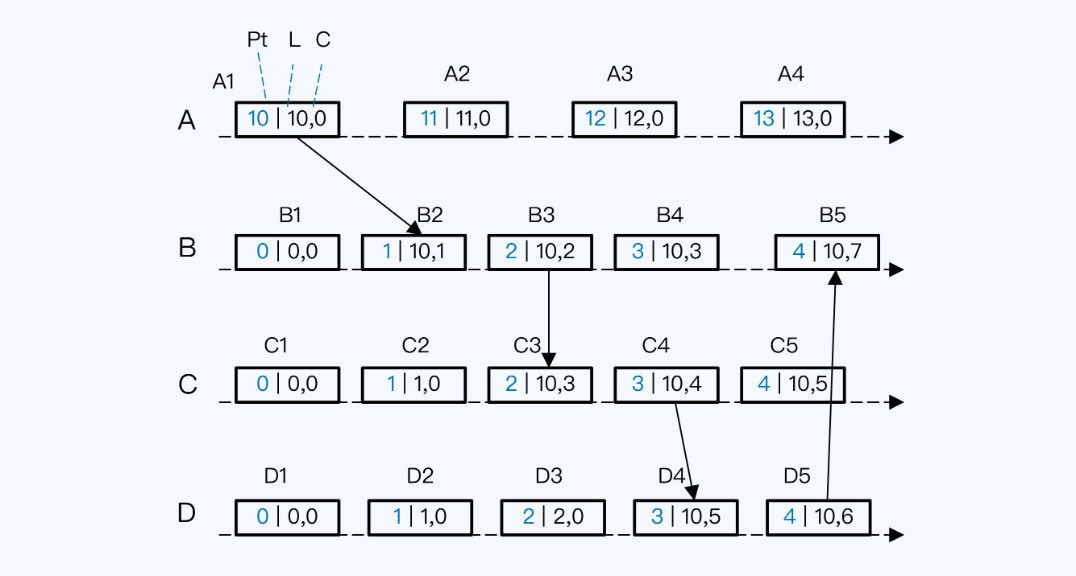 Pt L C
A1 A2 A3 A4
A 10 | 10,0 11 | 11,0 12 | 12,0 13 | 13,0
B1 B2 B3 B4 B5
B 0 | 0,0 1 | 10,1 2 | 10,2 3 | 10,3 4 | 10,7
C1 C2 C3 C4 C5
C 0 | 0,0 1 | 1,0 2 | 10,3 3 | 10,4 4 | 10,5
D1 D2 D3 D4 D5
D 0 | 0,0 1 | 1,0 2 | 2,0 3 | 10,5 4 | 10,6